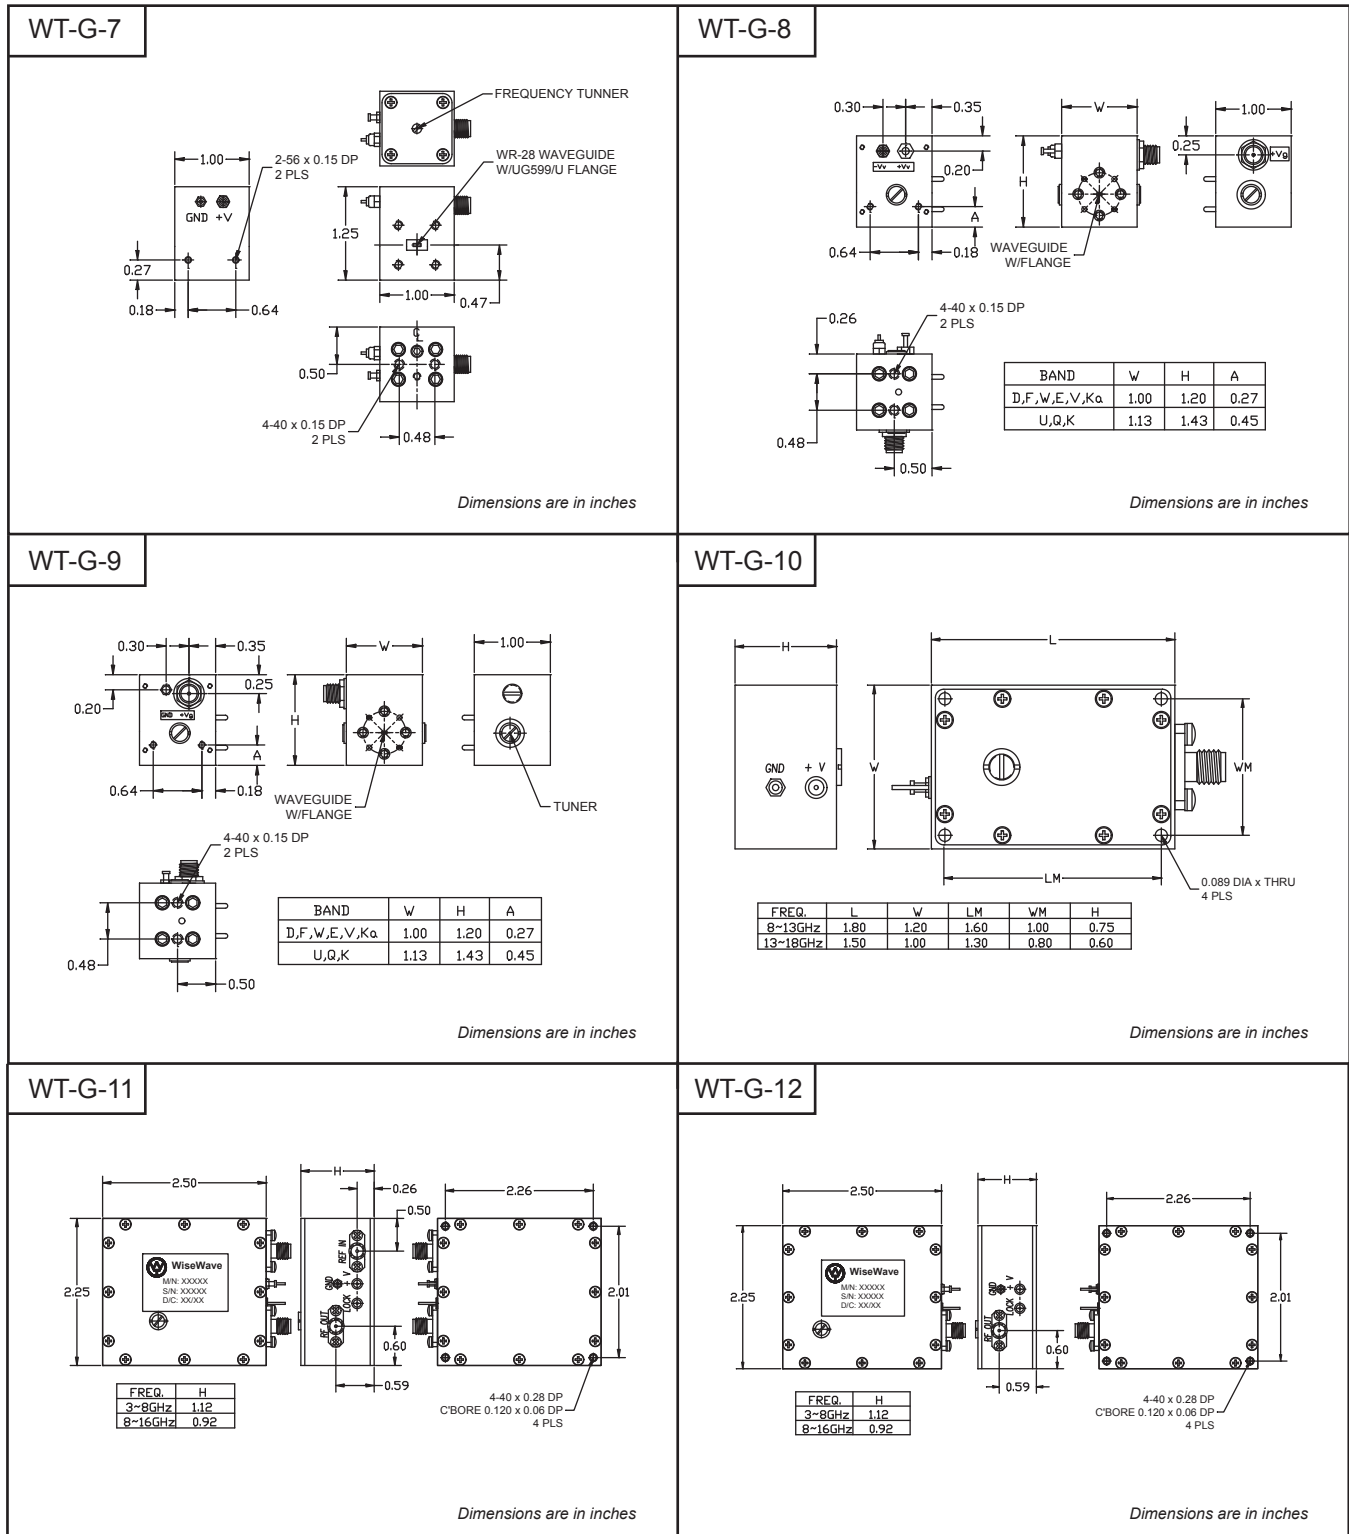 WT-G-7
FREQUENCY TUNNER
WR-28 WAVEGUIDE
W/UG599/U FLANGE
1.00
2-56 x 0.15 DP
2 PLS
GND +V
0.27
0.18
0.64
1.25
1.00
0.47
CL
0.50
4-40 x 0.15 DP
2 PLS
0.48
Dimensions are in inches
WT-G-8
0.30
0.35
W
1.00
0.20
H
0.25
+Vg
-Vv +Vv
A
0.64
0.18
WAVEGUIDE
W/FLANGE
4-40 x 0.15 DP
2 PLS
0.26
0.48
0.50
BAND W H A
D,F,W,E,V,Ka 1.00 1.20 0.27
U,Q,K 1.13 1.43 0.45
Dimensions are in inches
WT-G-9
0.30
0.35
W
1.00
0.25
0.20
GND +Vg
H
A
0.64
0.18
WAVEGUIDE
W/FLANGE
TUNER
4-40 x 0.15 DP
2 PLS
0.48
0.50
BAND W H A
D,F,W,E,V,Ka 1.00 1.20 0.27
U,Q,K 1.13 1.43 0.45
Dimensions are in inches
WT-G-10
H
L
GND + V
W
WM
LM
0.089 DIA x THRU
4 PLS
FREQ. L W LM WM H
8~13GHz 1.80 1.20 1.60 1.00 0.75
13~18GHz 1.50 1.00 1.30 0.80 0.60
Dimensions are in inches
WT-G-11
2.50
H
0.26
0.50
2.26
2.25
WiseWave
M/N: XXXXX
S/N: XXXXX
D/C: XX/XX
REF IN
GND
+ V
LOCK
RF OUT
2.01
0.60
0.59
4-40 x 0.28 DP
C'BORE 0.120 x 0.06 DP
4 PLS
FREQ. H
3~8GHz 1.12
8~16GHz 0.92
Dimensions are in inches
WT-G-12
2.50
H
2.26
2.25
WiseWave
M/N: XXXXX
S/N: XXXXX
D/C: XX/XX
GND
+ V
LOCK
RF OUT
2.01
0.60
0.59
4-40 x 0.28 DP
C'BORE 0.120 x 0.06 DP
4 PLS
FREQ. H
3~8GHz 1.12
8~16GHz 0.92
Dimensions are in inches